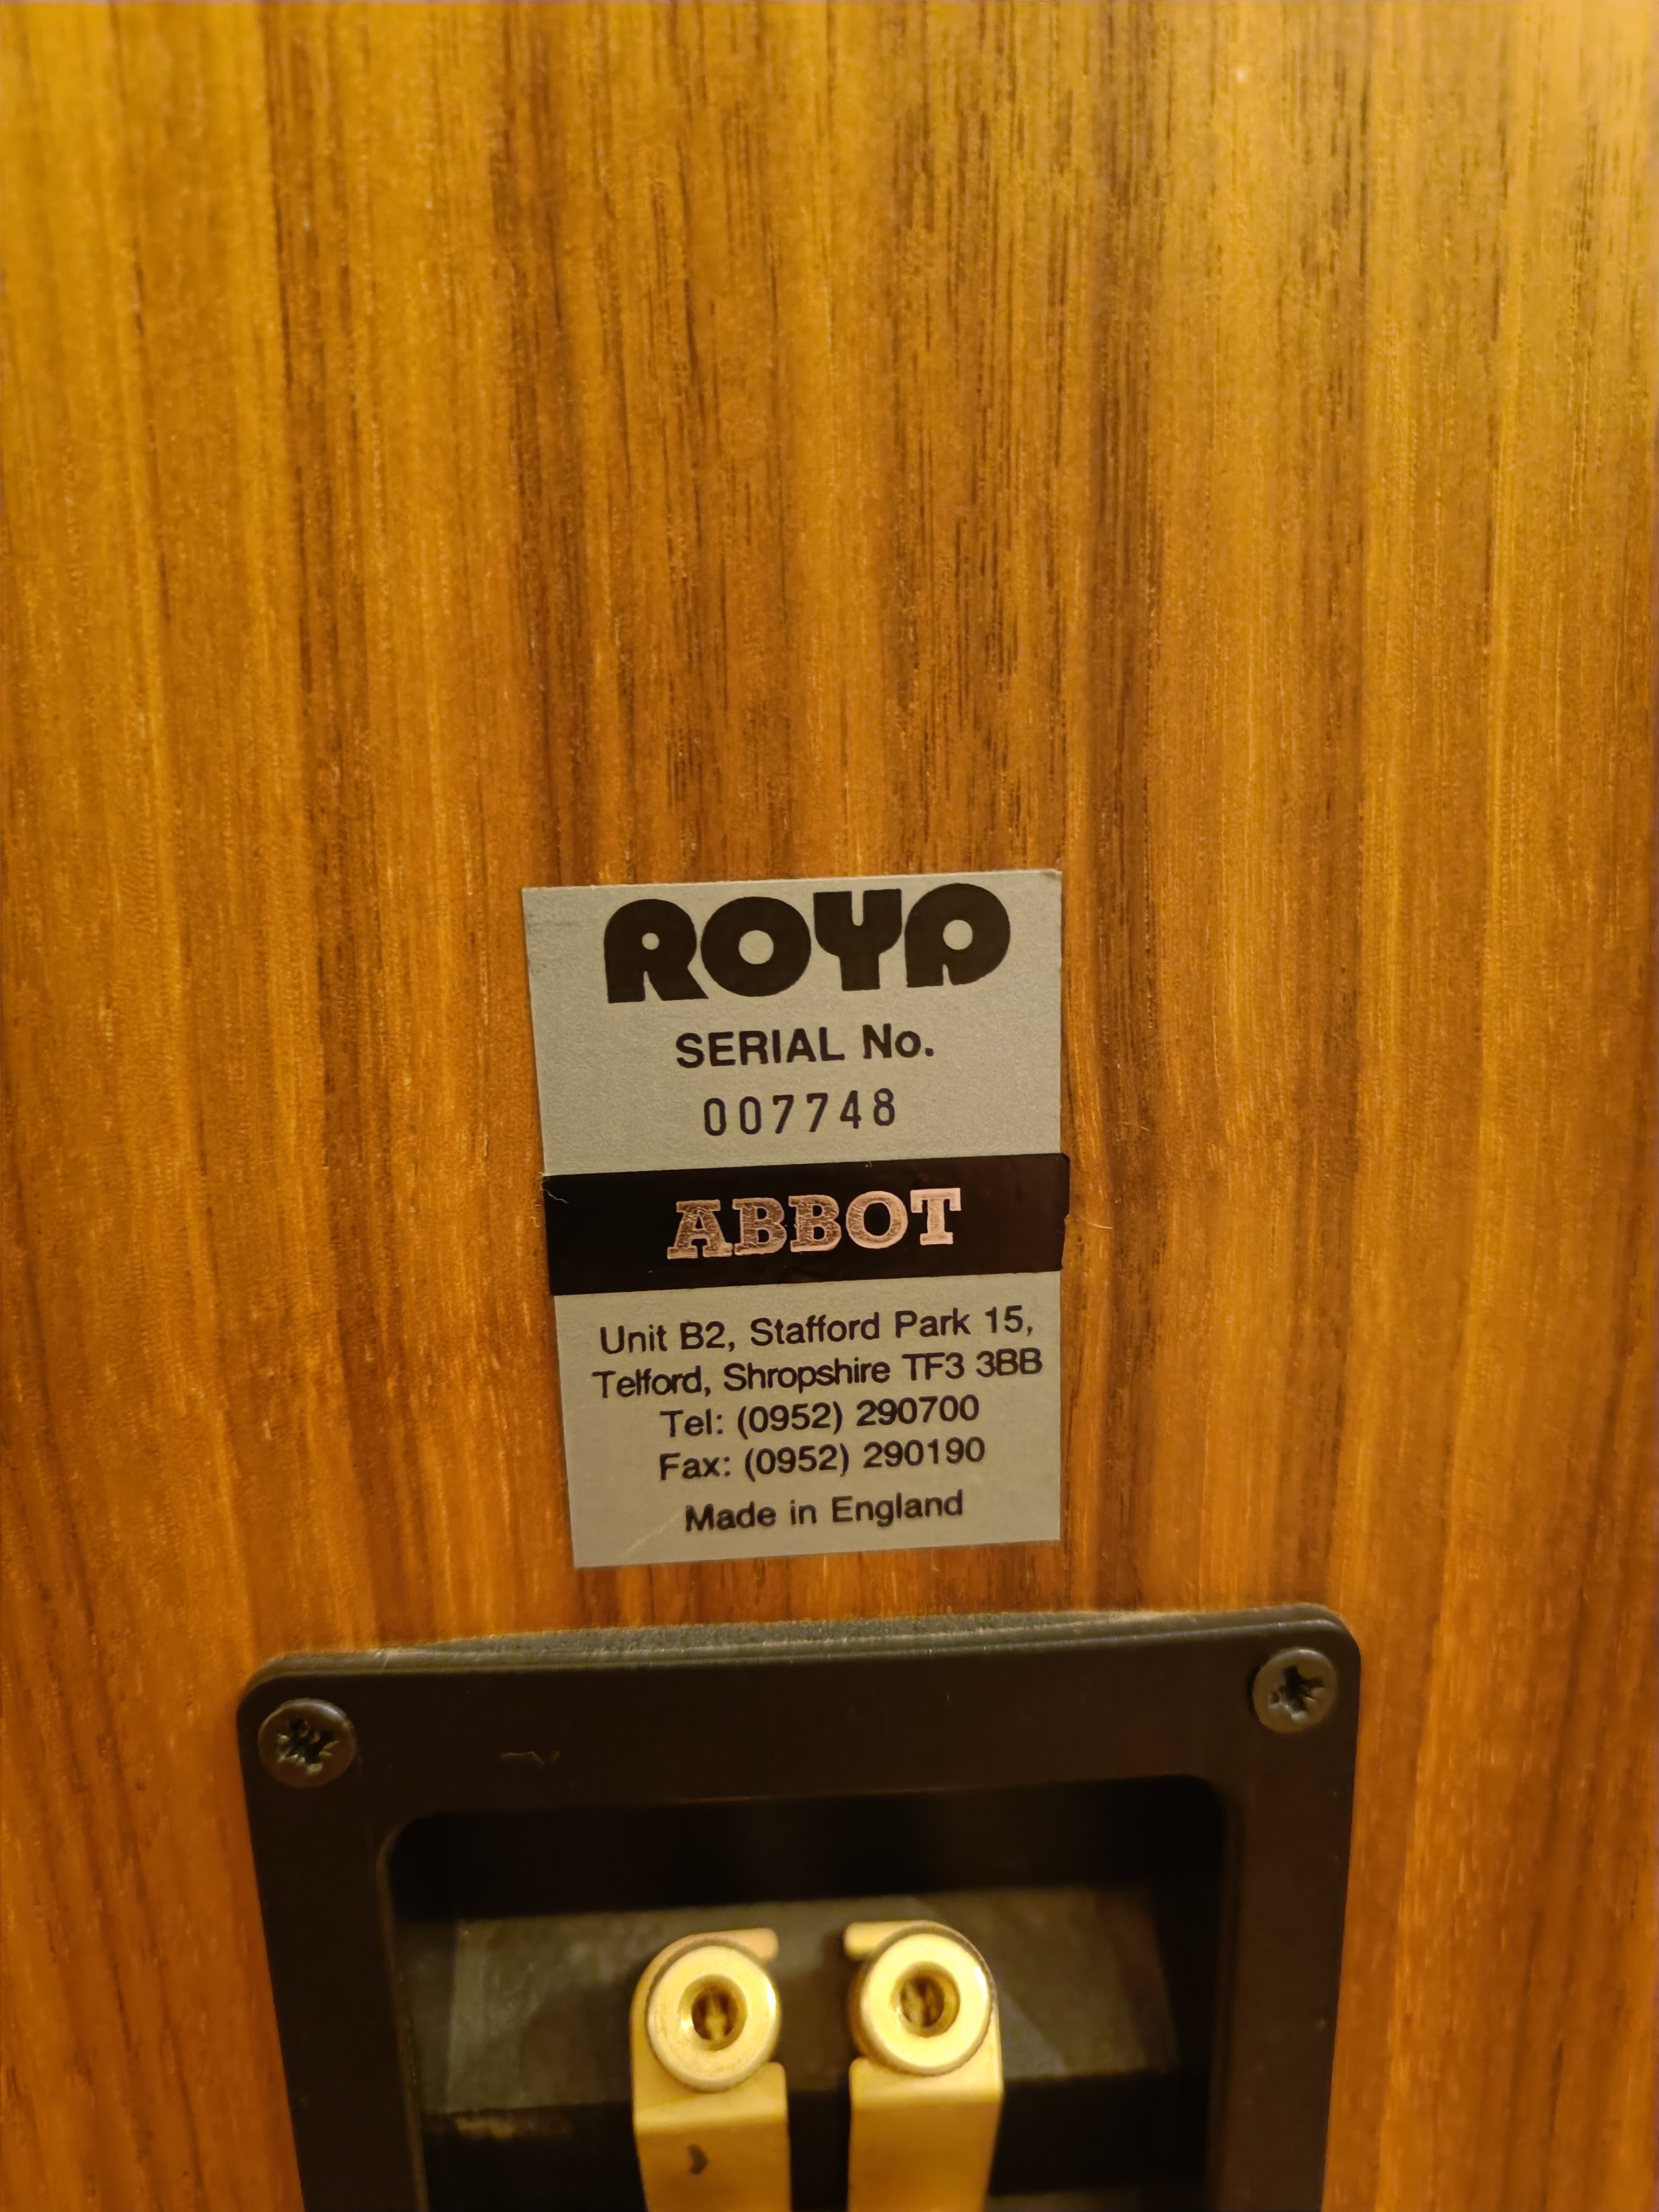 ROYD
SERIAL No.
007748
ABBOT
Unit B2, Stafford Park 15,
Telford, Shropshire TF3 3BB
Tel: (0952) 290700
Fax: (0952) 290190
Made in England